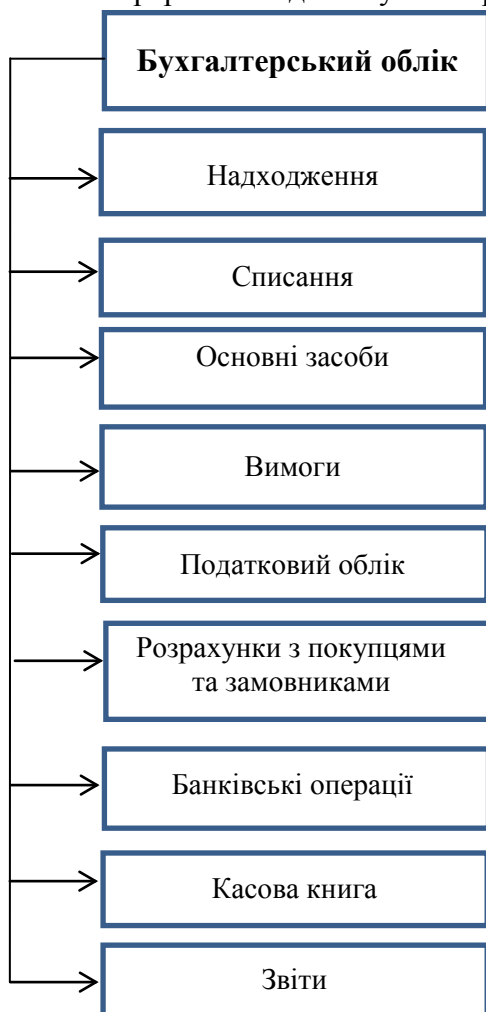 Бухгалтерський облік
Надходження
Списання
Основні засоби
Вимоги
Податковий облік
Розрахунки з покупцями
та замовниками
Банківські операції
Касова книга
Звіти